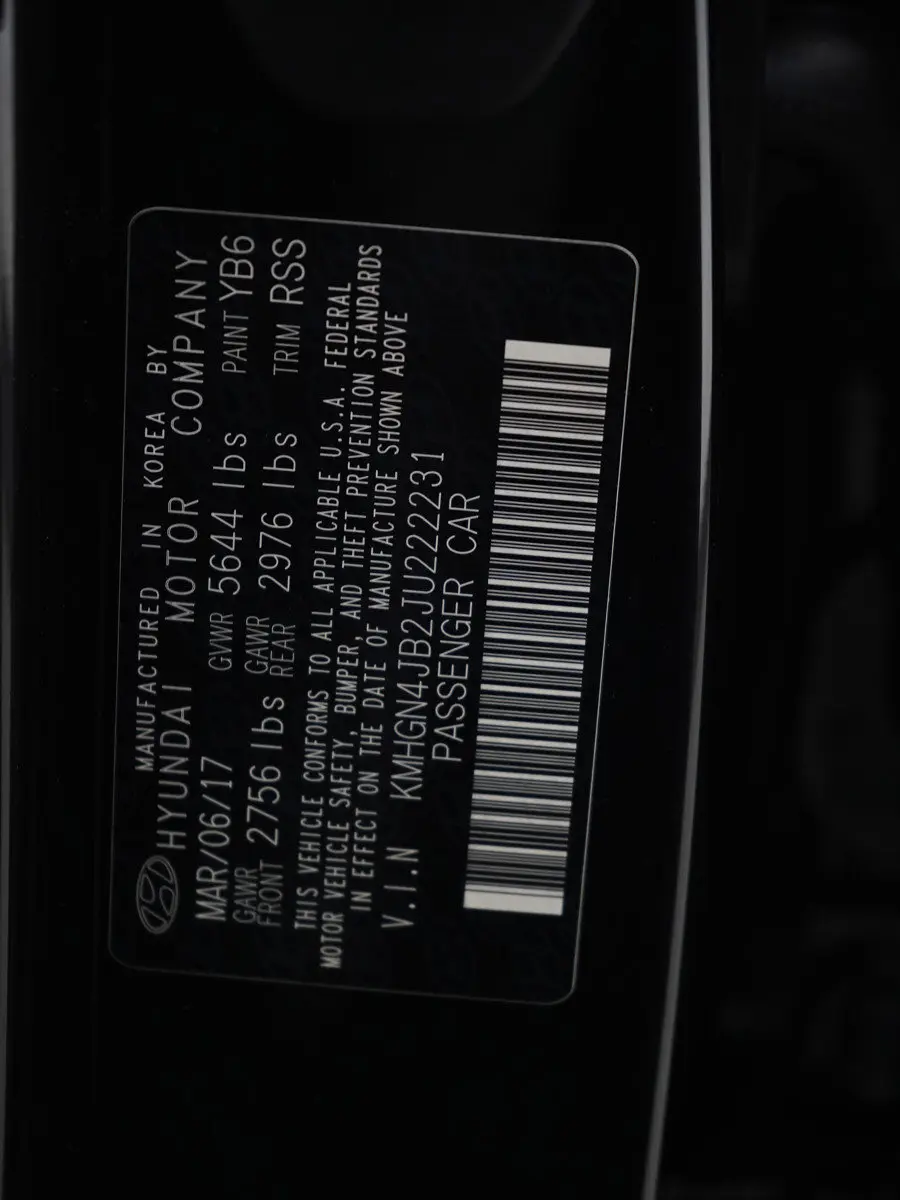 MANUFACTURED IN KOREA BY
HYUNDAI MOTOR COMPANY
MAR/06/17 GVWR 5644 lbs PAINT YB6
GAWR FRONT 2756 lbs GAWR REAR 2976 lbs TRIM RSS
THIS VEHICLE CONFORMS TO ALL APPLICABLE U.S.A. FEDERAL
MOTOR VEHICLE SAFETY, BUMPER, AND THEFT PREVENTION STANDARDS
IN EFFECT ON THE DATE OF MANUFACTURE SHOWN ABOVE
V.I.N KMHGN4JB2JU222231
PASSENGER CAR